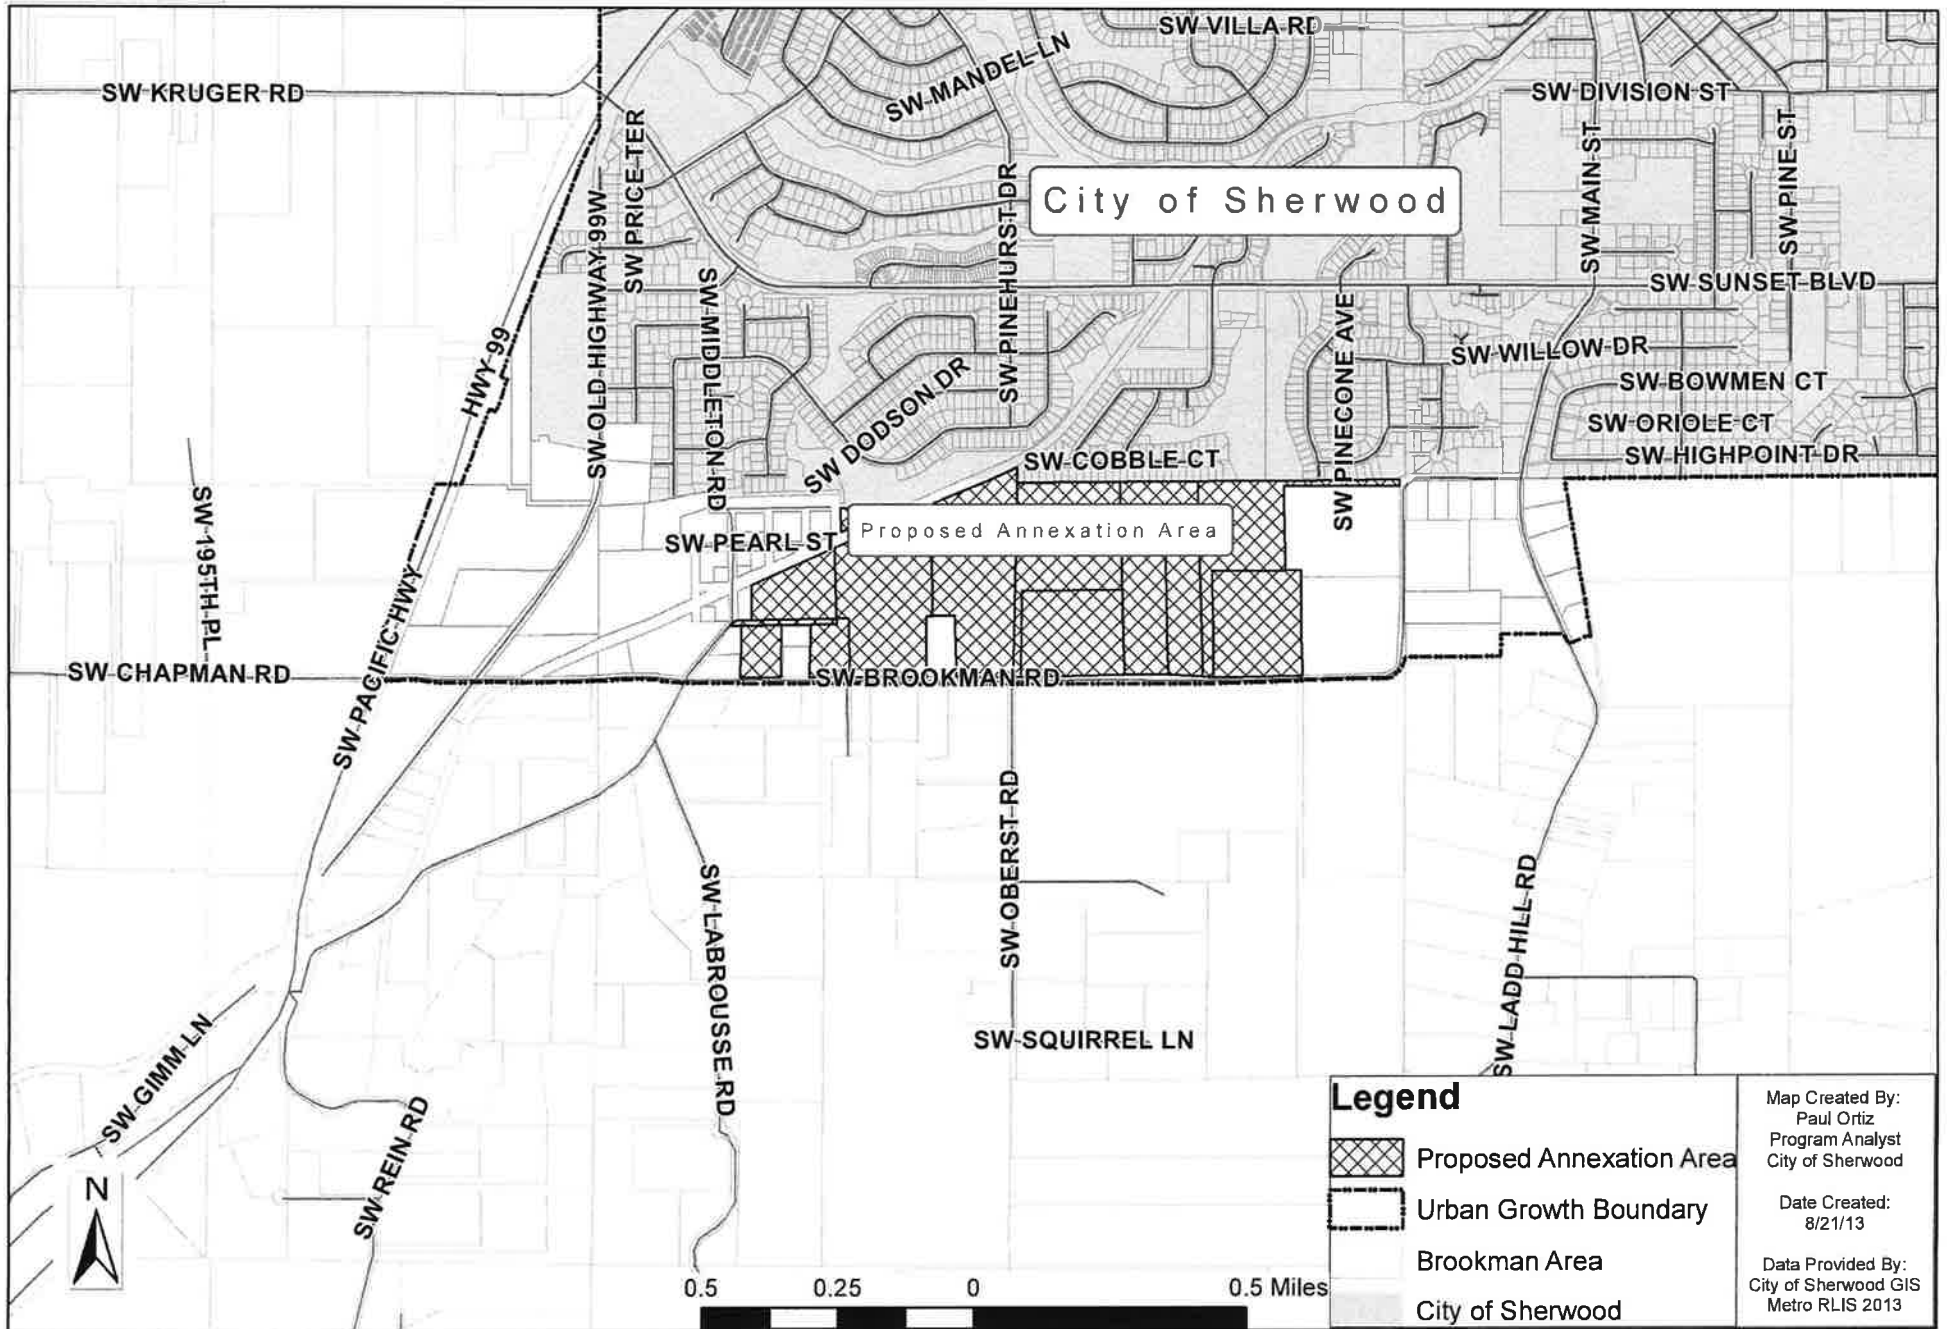 SW VILLA RD
SW KRUGER RD
SW MANDEL LN
SW DIVISION ST
SW PRICE TER
SW MAIN ST
SW PINE ST
City of Sherwood
SW PINEHURST DR
SW OLD HIGHWAY 99W
SW MIDDLETON RD
SW SUNSET BLVD
HWY 99
SW PINECONE AVE
SW WILLOW DR
SW DODSON DR
SW BOWMEN CT
SW ORIOLE CT
SW HIGHPOINT DR
SW COBBLE CT
SW 195TH PL
SW PEARL ST
Proposed Annexation Area
SW CHAPMAN RD
SW PACIFIC HWY
SW BROOKMAN RD
SW OBERST RD
SW LABROUSSE RD
SW LADD HILL RD
SW SQUIRREL LN
SW GIMM LN
SW REIN RD
N
0.5 0.25 0 0.5 Miles
Legend
Proposed Annexation Area
Urban Growth Boundary
Brookman Area
City of Sherwood
Map Created By:
Paul Ortiz
Program Analyst
City of Sherwood
Date Created:
8/21/13
Data Provided By:
City of Sherwood GIS
Metro RLIS 2013